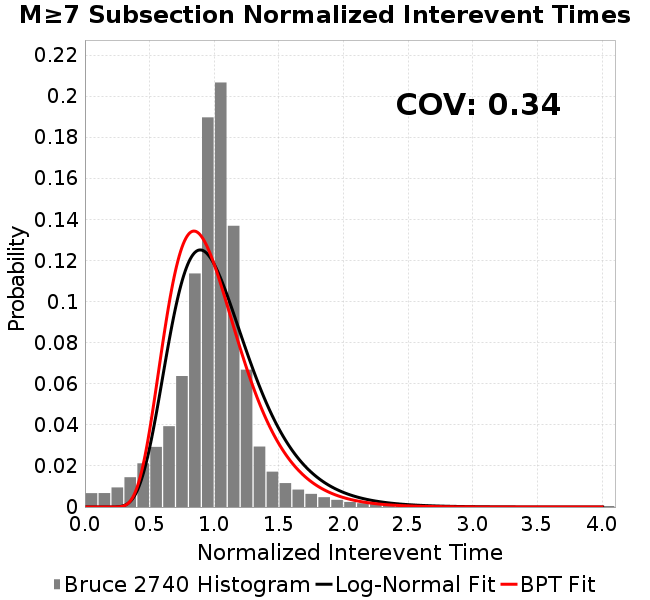 M≥7 Subsection Normalized Interevent Times
COV: 0.34
Probability
0.22
0.2
0.18
0.16
0.14
0.12
0.1
0.08
0.06
0.04
0.02
0
0.0 0.5 1.0 1.5 2.0 2.5 3.0 3.5 4.0
Normalized Interevent Time
Bruce 2740 Histogram Log-Normal Fit BPT Fit